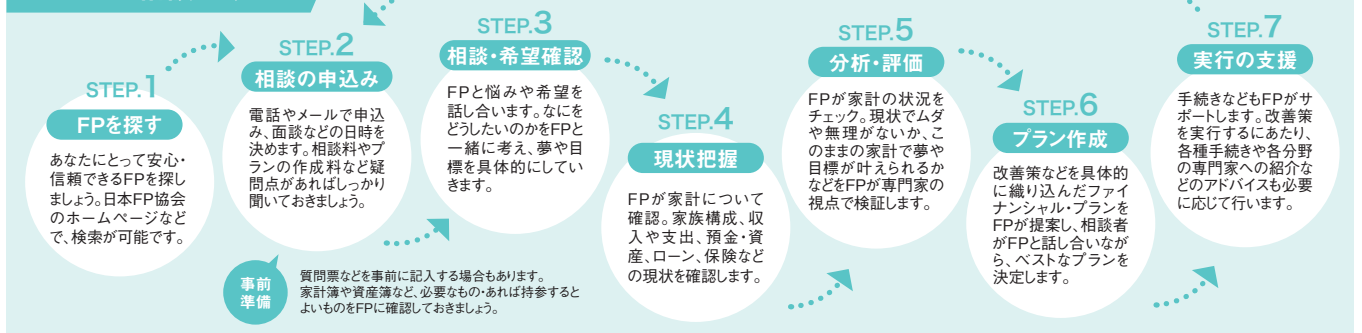 STEP.1
FPを探す
あなたにとって安心・
信頼できるFPを探し
ましょう。日本FP協会
のホームページなど
で、検索が可能です。
STEP.2
相談の申込み
電話やメールで申込
み、面談などの日時を
決めます。相談料やプ
ランの作成料など疑
問点があればしっかり
聞いておきましょう。
事前
準備
質問票などを事前に記入する場合もあります。
家計簿や資産簿など、必要なもの・あれば持参すると
よいものをFPに確認しておきましょう。
STEP.3
相談・希望確認
FPと悩みや希望を
話し合います。なにを
どうしたいのかをFPと
一緒に考え、夢や目
標を具体的にしてい
きます。
STEP.4
現状把握
FPが家計について
確認。家族構成、収
入や支出、預金・資
産、ローン、保険など
の現状を確認します。
STEP.5
分析・評価
FPが家計の状況を
チェック。現状でムダ
や無理がないか、こ
のままの家計で夢や
目標が叶えられるか
などをFPが専門家の
視点で検証します。
STEP.6
プラン作成
改善策などを具体的
に織り込んだファイ
ナンシャル・プランを
FPが提案し、相談者
がFPと話し合いなが
ら、ベストなプランを
決定します。
STEP.7
実行の支援
手続きなどもFPがサ
ポートします。改善策
を実行するにあたり、
各種手続きや各分野
の専門家への紹介な
どのアドバイスも必要
に応じて行います。